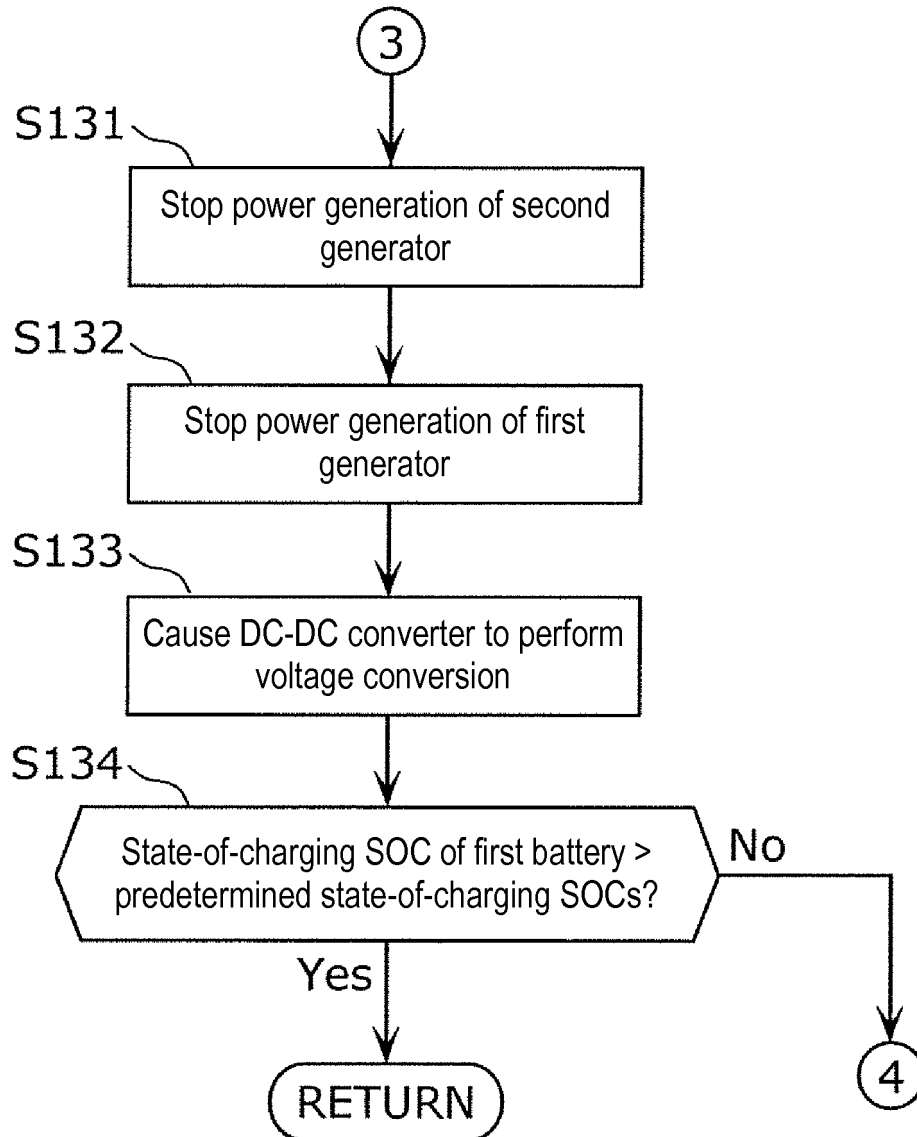 3
S131
Stop power generation of second
generator
S132
Stop power generation of first
generator
S133
Cause DC-DC converter to perform
voltage conversion
S134
State-of-charging SOC of first battery >
predetermined state-of-charging SOCs?
No
Yes
RETURN
4